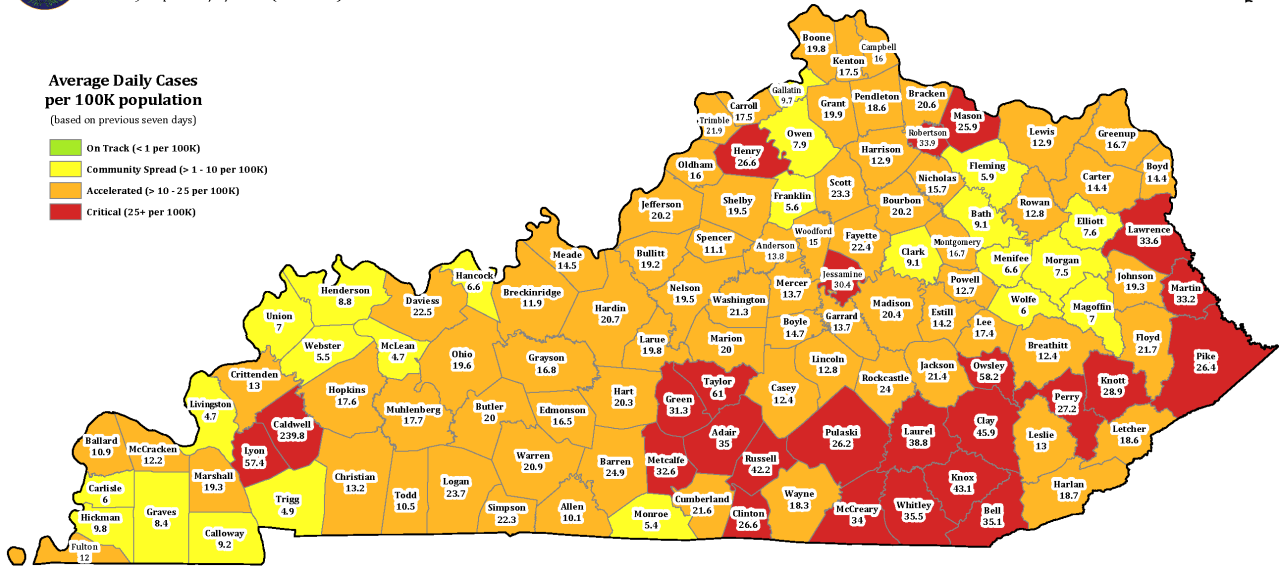 Average Daily Cases
per 100K population
(based on previous seven days)
On Track (< 1 per 100K)
Community Spread (> 1 - 10 per 100K)
Accelerated (> 10 - 25 per 100K)
Critical (25+ per 100K)
Boone
19.8
Campbell
16
Kenton
17.5
Gallatin
9.7
Carroll
17.5
Trimble
21.9
Grant
19.9
Pendleton
18.6
Bracken
20.6
Mason
25.9
Robertson
33.9
Lewis
12.9
Greenup
16.7
Owen
7.9
Henry
26.6
Oldham
16
Harrison
12.9
Fleming
5.9
Boyd
14.4
Carter
14.4
Nicholas
15.7
Scott
23.3
Franklin
5.6
Shelby
19.5
Jefferson
20.2
Bourbon
20.2
Rowan
12.8
Bath
9.1
Elliott
7.6
Lawrence
33.6
Spencer
11.1
Anderson
13.8
Woodford
15
Fayette
22.4
Montgomery
16.7
Clark
9.1
Menifee
6.6
Morgan
7.5
Bullitt
19.2
Meade
14.5
Hancock
6.6
Henderson
8.8
Daviess
22.5
Breckinridge
11.9
Jessamine
30.4
Powell
12.7
Johnson
19.3
Martin
33.2
Mercer
13.7
Nelson
19.5
Washington
21.3
Hardin
20.7
Madison
20.4
Wolfe
6
Magoffin
7
Union
7
Boyle
14.7
Garrard
13.7
Estill
14.2
Lee
17.4
Larue
19.8
Marion
20
Floyd
21.7
Webster
5.5
McLean
4.7
Ohio
19.6
Grayson
16.8
Breathitt
12.4
Pike
26.4
Lincoln
12.8
Crittenden
13
Rockcastle
24
Jackson
21.4
Owsley
58.2
Taylor
61
Casey
12.4
Knott
28.9
Hopkins
17.6
Hart
20.3
Green
31.3
Perry
27.2
Livingston
4.7
Muhlenberg
17.7
Butler
20
Edmonson
16.5
Caldwell
239.8
Clay
45.9
Adair
35
Pulaski
26.2
Laurel
38.8
Leslie
13
Letcher
18.6
Ballard
10.9
McCracken
12.2
Lyon
57.4
Warren
20.9
Barren
24.9
Metcalfe
32.6
Russell
42.2
Marshall
19.3
Christian
13.2
Logan
23.7
Knox
43.1
Harlan
18.7
Carlisle
6
Trigg
4.9
Todd
10.5
Cumberland
21.6
Wayne
18.3
Whitley
35.5
Graves
8.4
Hickman
9.8
Simpson
22.3
Allen
10.1
Monroe
5.4
Clinton
26.6
McCreary
34
Bell
35.1
Calloway
9.2
Fulton
12